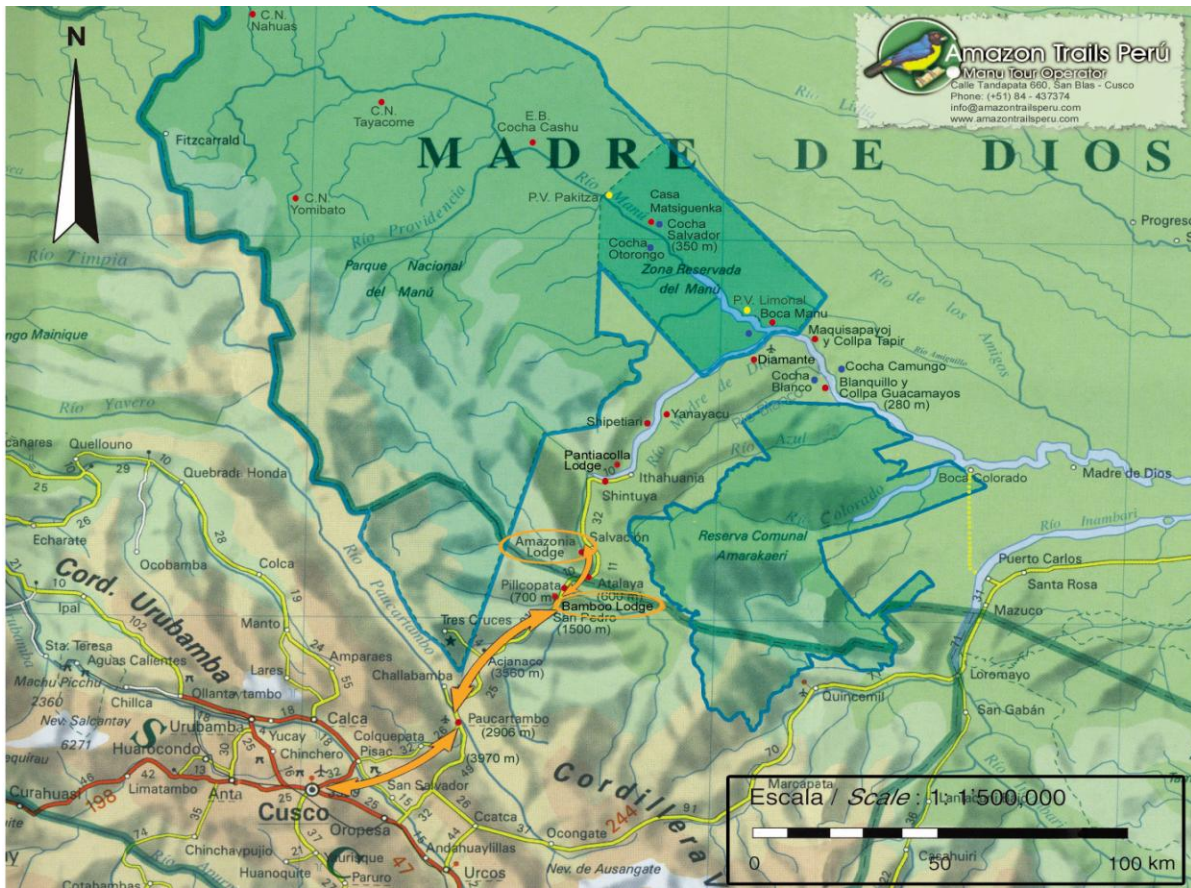 N
C.N.
Nahuas
Amazon Trails Perú
Manu Tour Operator
Calle Tandapata 660, San Blas - Cusco
Phone: (+51) 84 - 437374
info@amazontrailsperu.com
www.amazontrailsperu.com
C.N.
Tayacome
E.B.
Cocha Cashu
Fitzcarrald
MADRE DE DIOS
C.N.
Yomibato
P.V. Pakitza
Río Manú
Casa
Matsiguenka
Cocha
Salvador
(350 m)
Cocha
Otorongo
Río Providencia
Río Timpia
Parque Nacional
del Manú
Zona Reservada
del Manú
Río de los Amigos
P.V. Limonal
Boca Manu
Maquisapayoj
y Collpa Tapir
Río Amiguillo
Diamante
Cocha Camungo
Cocha
Blanco
Blanquillo y
Collpa Guacamayos
(280 m)
Río Madre de
Yanayacu
Shipetiari
Río Azul
Río Yavero
Quellouno
Quebrada Honda
Pantiacolla
Lodge
Ithahuania
Shintuya
Boca Colorado
Madre de Dios
Río Colorado
Río Inambari
Echarate
Ocobamba
Colca
Amazonia
Lodge
Salvación
Reserva Comunal
Amarakaeri
Puerto Carlos
Santa Rosa
Mazuco
Río Paucartambo
Pillcopata
(700 m)
Atalaya
(600 m)
Bamboo Lodge
San Pedro
(1500 m)
Cord. Urubamba
Ipal
Manto
Tres Cruces
Acjanaco
(3560 m)
Sta. Teresa
Aguas Calientes
Machu Picchu
2360
Lares
Amparaes
Challabamba
Chillca
Ollantaytambo
Nev. Salcantay
6271
Quincemil
Loromayo
San Gabán
Urubamba
Calca
Paucartambo
(2906 m)
Yucay
Colquepata
Huarocondo
Chinchero
Pisac
(3970 m)
San Salvador
Limatambo
Anta
Curahuasi
Cusco
Oropesa
Ccatca
Ocongate
Cordillera
Marcapata
Chinchaypujio
Yaurisque
Huanoquite
Paruro
Andahuaylillas
Urcos
Nev. de Ausangate
Cotabambas
Casahuiri
Escala / Scale : 1: 1'500,000
0 50 100 km